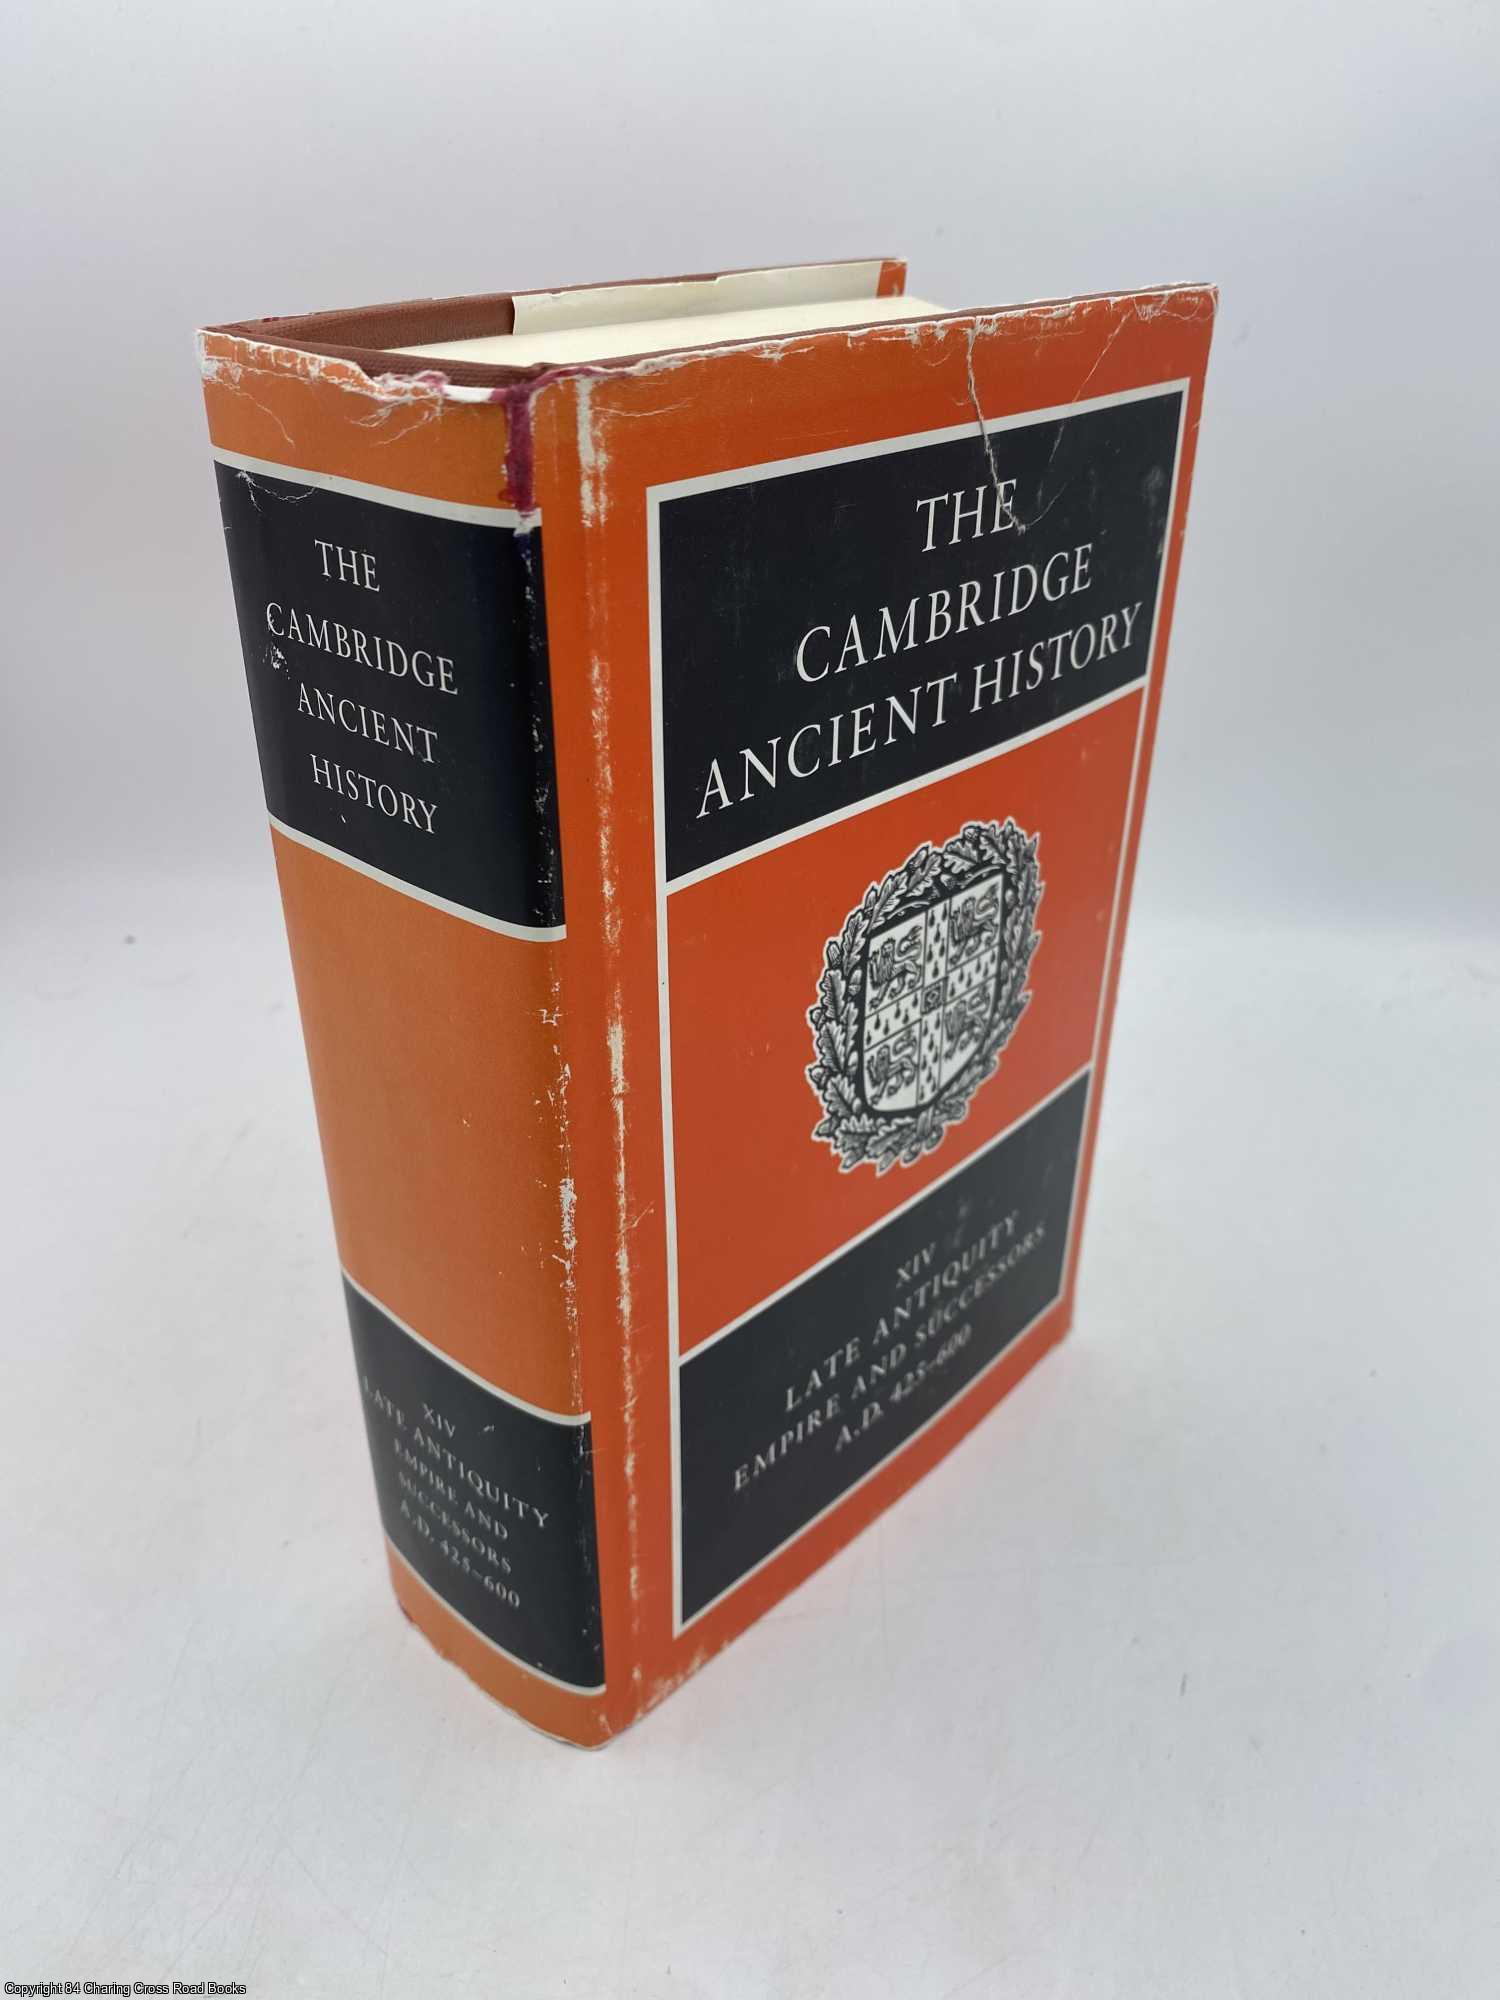 THE
CAMBRIDGE
ANCIENT
HISTORY
XIV
LATE ANTIQUITY
EMPIRE AND
SUCCESSORS
A.D. 425–600
THE
CAMBRIDGE
ANCIENT HISTORY
XIV
LATE ANTIQUITY
EMPIRE AND SUCCESSORS
A.D. 425–600
Copyright 84 Charing Cross Road Books